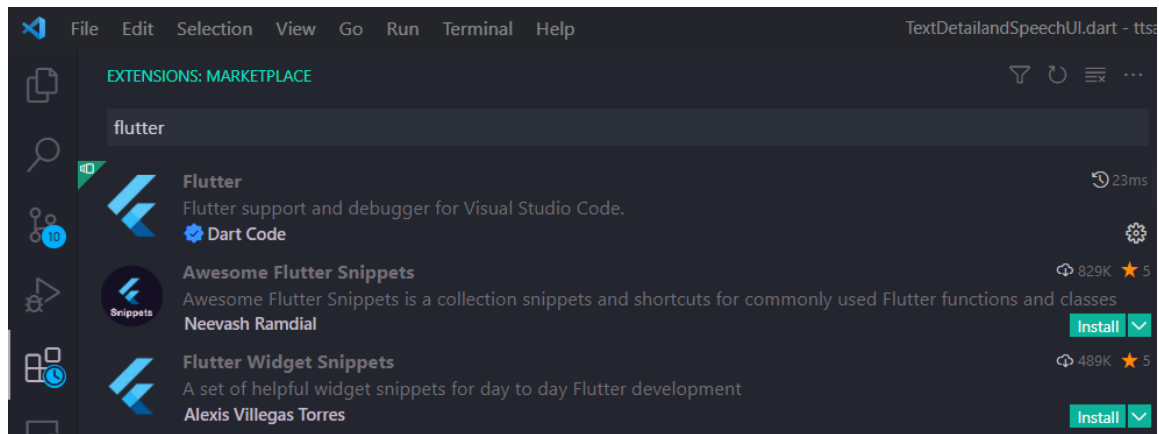 File Edit Selection View Go Run Terminal Help TextDetailandSpeechUI.dart - ttsa
EXTENSIONS: MARKETPLACE
flutter
Flutter 23ms
Flutter support and debugger for Visual Studio Code.
Dart Code
10
Awesome Flutter Snippets 829K 5
Awesome Flutter Snippets is a collection snippets and shortcuts for commonly used Flutter functions and classes
Snippets
Neevash Ramdial Install
Flutter Widget Snippets 489K 5
A set of helpful widget snippets for day to day Flutter development
Alexis Villegas Torres Install